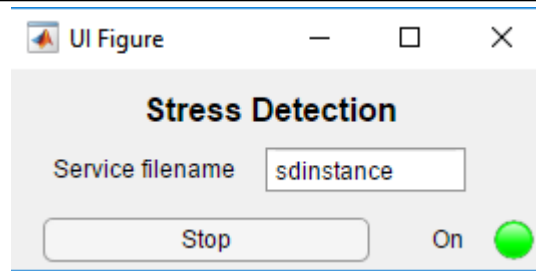 UI Figure
Stress Detection
Service filename sdinstance
Stop On